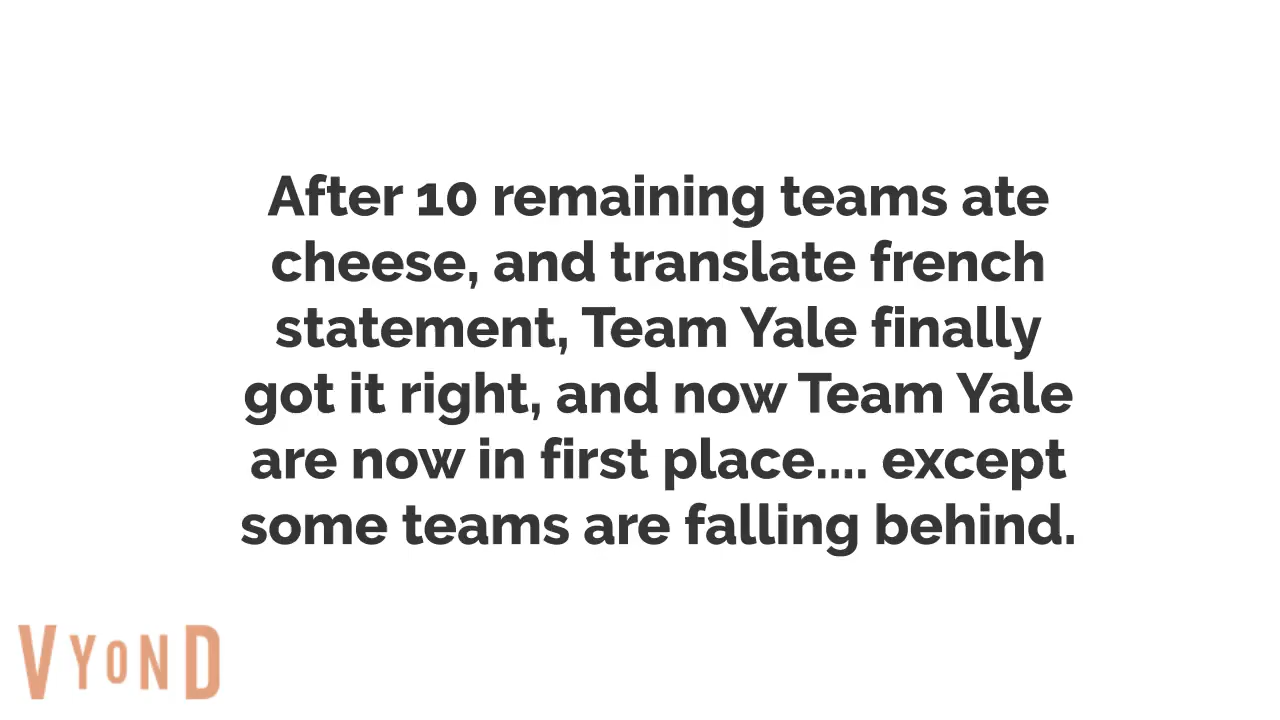 After 10 remaining teams ate
cheese, and translate french
statement, Team Yale finally
got it right, and now Team Yale
are now in first place.... except
some teams are falling behind.
VYOND